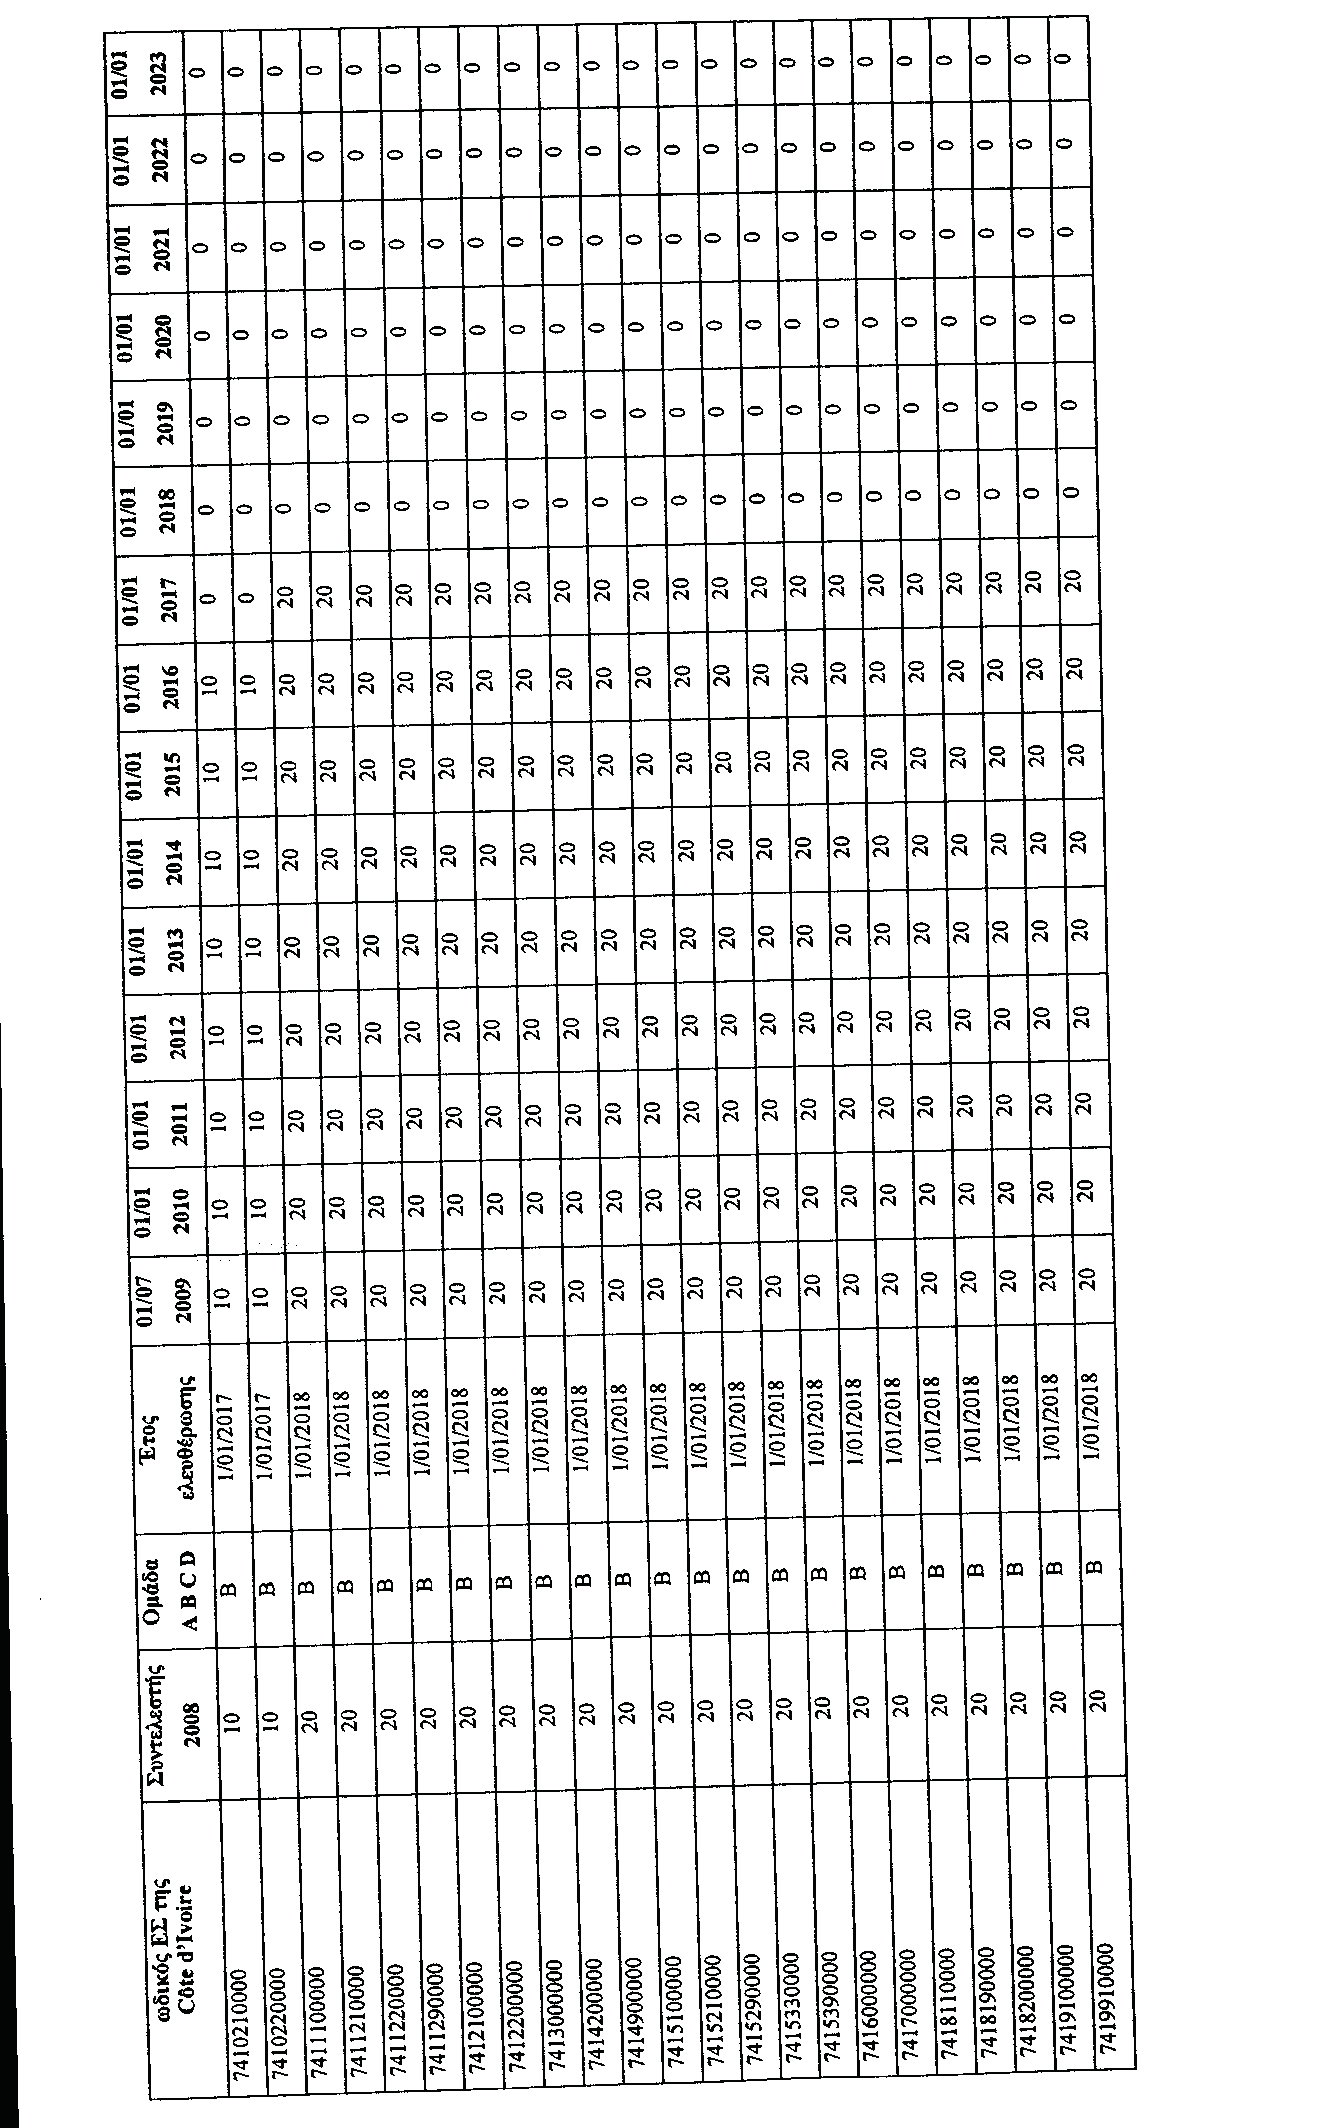 ωδικός ΕΣ της Συντελεστής Ομάδα Έτος 01/07 01/01 01/01 01/01 01/01 01/01 01/01 01/01 01/01 01/01 01/01 01/01 01/01 01/01 01/01
Côte d'Ivoire 2008 A B C D ελευθέρωσης 2009 2010 2011 2012 2013 2014 2015 2016 2017 2018 2019 2020 2021 2022 2023
7410210000 10 B 1/01/2017 10 10 10 10 10 10 10 10 0 0 0 0 0 0 0
7410220000 10 B 1/01/2017 10 10 10 10 10 10 10 10 0 0 0 0 0 0 0
7411100000 20 B 1/01/2018 20 20 20 20 20 20 20 20 20 0 0 0 0 0 0
7411210000 20 B 1/01/2018 20 20 20 20 20 20 20 20 20 0 0 0 0 0 0
7411220000 20 B 1/01/2018 20 20 20 20 20 20 20 20 20 0 0 0 0 0 0
7411290000 20 B 1/01/2018 20 20 20 20 20 20 20 20 20 0 0 0 0 0 0
7412100000 20 B 1/01/2018 20 20 20 20 20 20 20 20 20 0 0 0 0 0 0
7412200000 20 B 1/01/2018 20 20 20 20 20 20 20 20 20 0 0 0 0 0 0
7413000000 20 B 1/01/2018 20 20 20 20 20 20 20 20 20 0 0 0 0 0 0
7414200000 20 B 1/01/2018 20 20 20 20 20 20 20 20 20 0 0 0 0 0 0
7414900000 20 B 1/01/2018 20 20 20 20 20 20 20 20 20 0 0 0 0 0 0
7415100000 20 B 1/01/2018 20 20 20 20 20 20 20 20 20 0 0 0 0 0 0
7415210000 20 B 1/01/2018 20 20 20 20 20 20 20 20 20 0 0 0 0 0 0
7415290000 20 B 1/01/2018 20 20 20 20 20 20 20 20 20 0 0 0 0 0 0
7415330000 20 B 1/01/2018 20 20 20 20 20 20 20 20 20 0 0 0 0 0 0
7415390000 20 B 1/01/2018 20 20 20 20 20 20 20 20 20 0 0 0 0 0 0
7416000000 20 B 1/01/2018 20 20 20 20 20 20 20 20 20 0 0 0 0 0 0
7417000000 20 B 1/01/2018 20 20 20 20 20 20 20 20 20 0 0 0 0 0 0
7418110000 20 B 1/01/2018 20 20 20 20 20 20 20 20 20 0 0 0 0 0 0
7418190000 20 B 1/01/2018 20 20 20 20 20 20 20 20 20 0 0 0 0 0 0
7418200000 20 B 1/01/2018 20 20 20 20 20 20 20 20 20 0 0 0 0 0 0
7419100000 20 B 1/01/2018 20 20 20 20 20 20 20 20 20 0 0 0 0 0 0
7419910000 20 B 1/01/2018 20 20 20 20 20 20 20 20 20 0 0 0 0 0 0